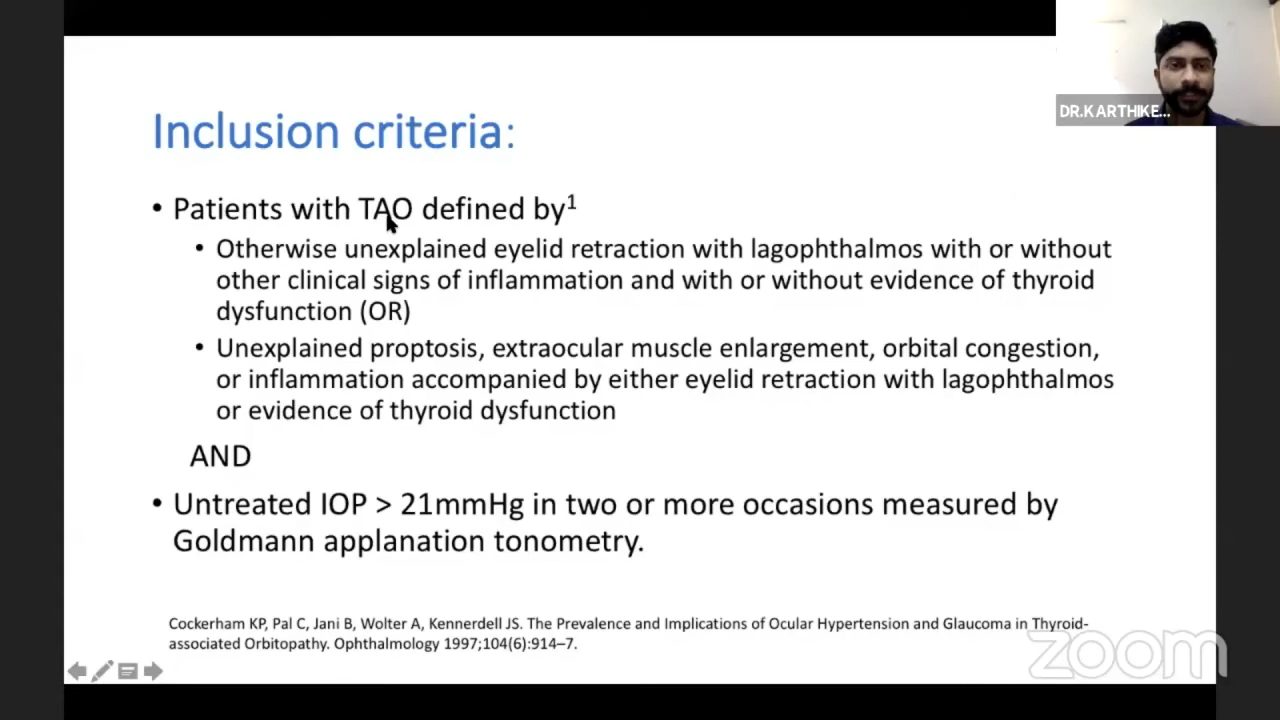 DR.KARTHIKE...
Inclusion criteria:
• Patients with TAO defined by1
• Otherwise unexplained eyelid retraction with lagophthalmos with or without
other clinical signs of inflammation and with or without evidence of thyroid
dysfunction (OR)
• Unexplained proptosis, extraocular muscle enlargement, orbital congestion,
or inflammation accompanied by either eyelid retraction with lagophthalmos
or evidence of thyroid dysfunction
AND
• Untreated IOP > 21mmHg in two or more occasions measured by
Goldmann applanation tonometry.
Cockerham KP, Pal C, Jani B, Wolter A, Kennerdell JS. The Prevalence and Implications of Ocular Hypertension and Glaucoma in Thyroid-
associated Orbitopathy. Ophthalmology 1997;104(6):914–7.
zoom